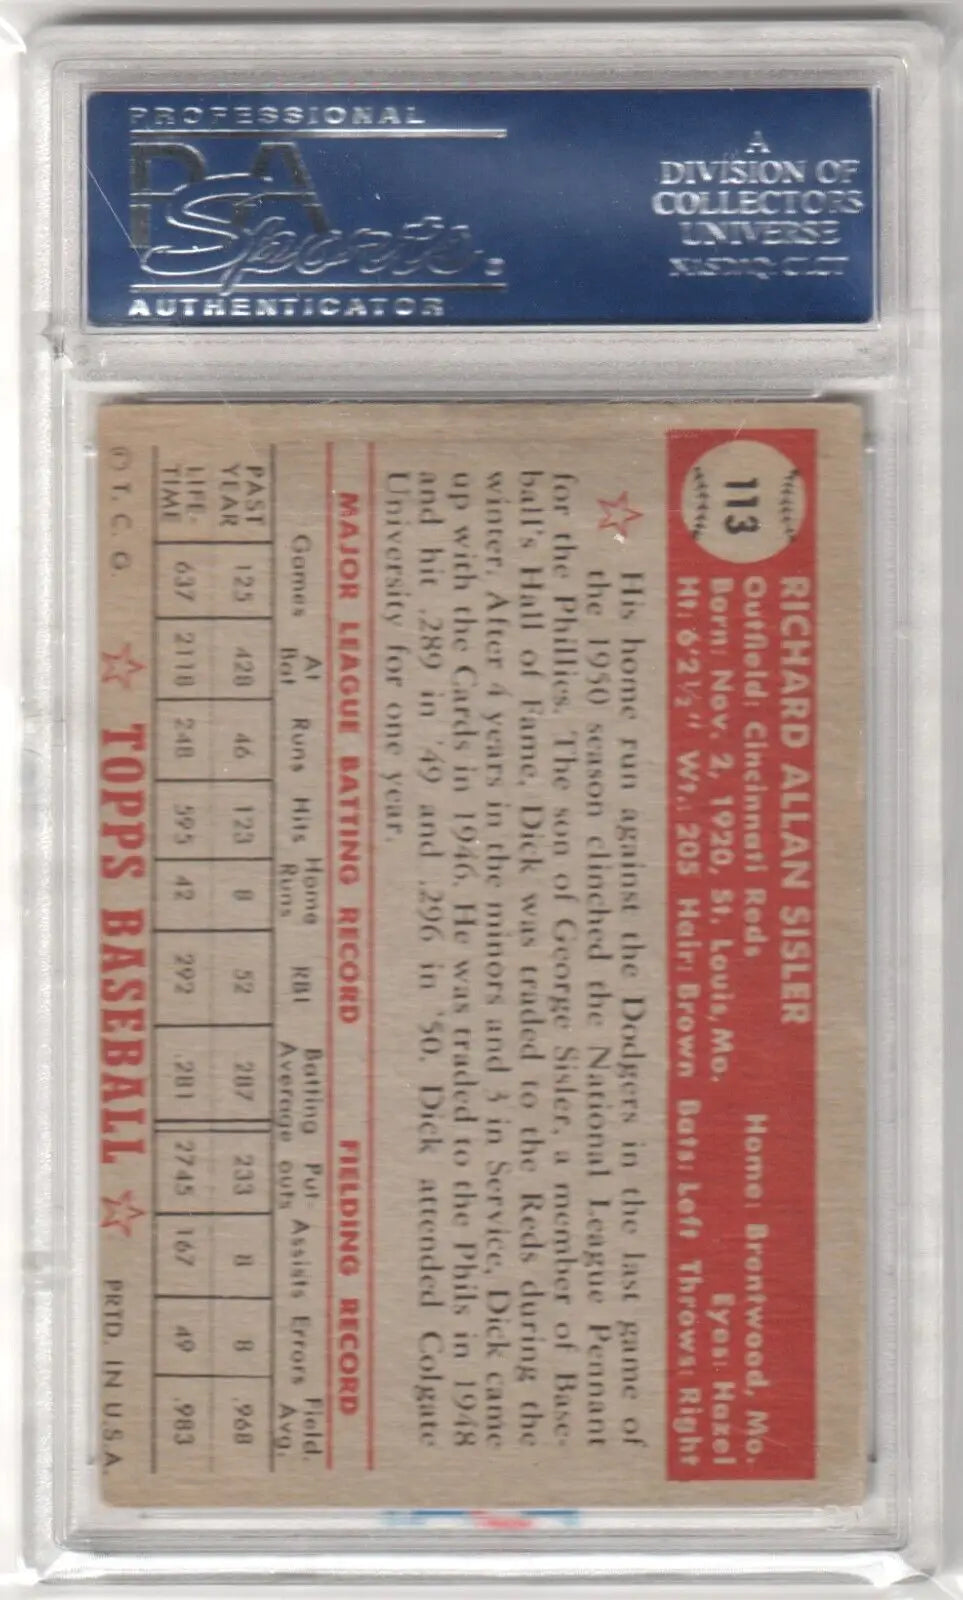 PROFESSIONAL
PSA
Sports
AUTHENTICATOR
A
DIVISION OF
COLLECTORS
UNIVERSE
NASDAQ: CLCT
113
RICHARD ALLAN SISLER
Outfield: Cincinnati Reds Home: Brentwood, Mo.
Born: Nov. 2, 1920, St. Louis, Mo. Eyes: Hazel
Ht: 6'2½" Wt.: 205 Hair: Brown Bats: Left Throws: Right
His home run against the Dodgers in the last game of
the 1950 season clinched the National League Pennant
for the Phillies. The son of George Sisler, a member of Base-
ball's Hall of Fame, Dick was traded to the Reds during the
winter. After 4 years in the minors and 3 in Service, Dick came
up with the Cards in 1946. He was traded to the Phils in 1948
and hit .289 in '49 and .296 in '50. Dick attended Colgate
University for one year.
MAJOR LEAGUE BATTING RECORD FIELDING RECORD
Games At Bat Runs Hits Home Runs RBI Batting Average Put-outs Assists Errors Field. Avg.
PAST YEAR 125 428 46 123 8 52 .287 233 8 8 .968
LIFE-TIME 637 2118 248 595 42 292 .281 2745 167 49 .983
© T. C. G. TOPPS BASEBALL PRTD. IN U.S.A.